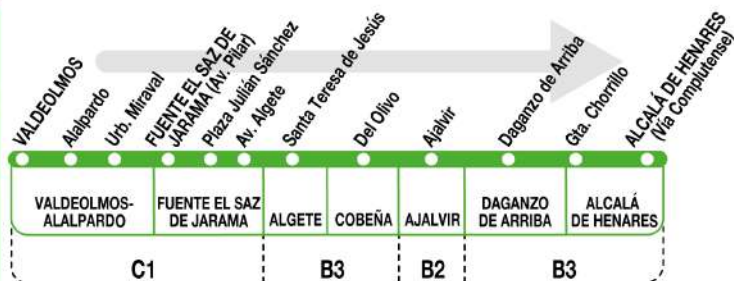 VALDEOLMOS
Alalpardo
Urb. Miraval
FUENTE EL SAZ DE
JARAMA (Av. Pilar)
Plaza Julián Sánchez
Av. Algete
Santa Teresa de Jesús
Del Olivo
Ajalvir
Daganzo de Arriba
Gta. Chorrillo
ALCALÁ DE HENARES
(Vía Complutense)
VALDEOLMOS-
ALALPARDO
FUENTE EL SAZ
DE JARAMA
ALGETE
COBEÑA
AJALVIR
DAGANZO
DE ARRIBA
ALCALÁ
DE HENARES
C1
B3
B2
B3